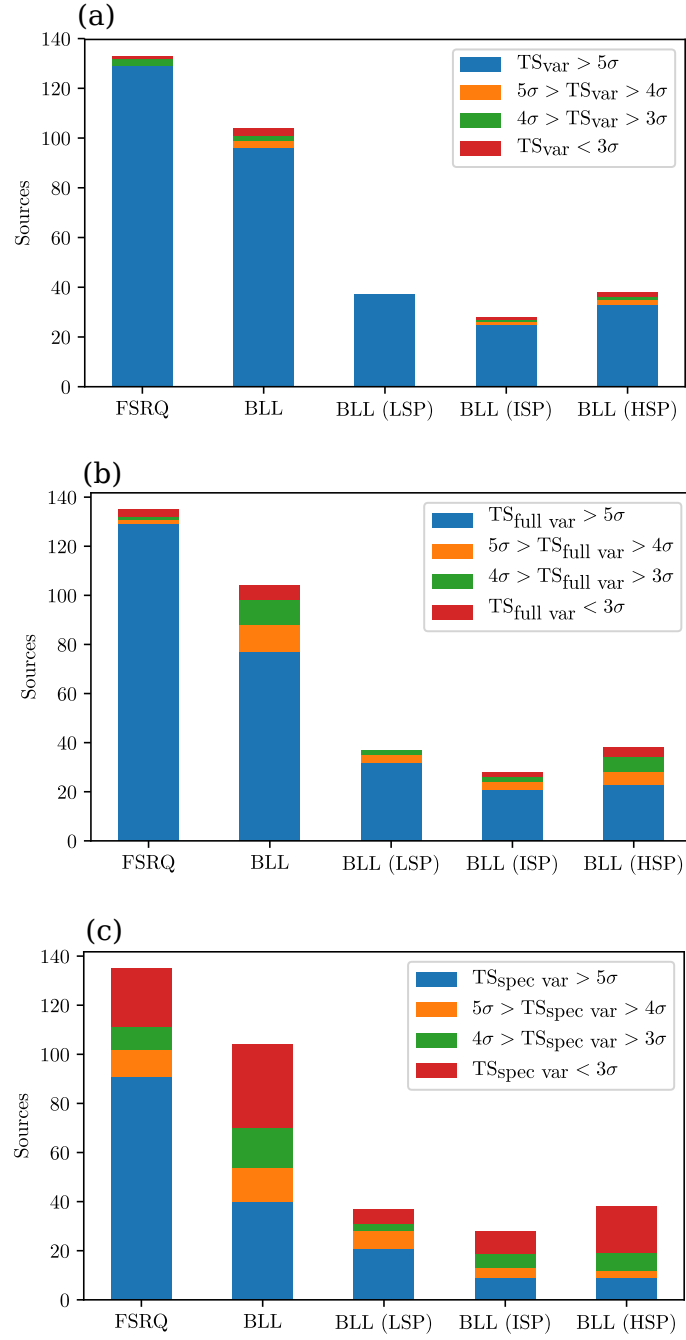 (a)
140
120
100
80
60
40
20
0
Sources
TSvar > 5σ
5σ > TSvar > 4σ
4σ > TSvar > 3σ
TSvar < 3σ
FSRQ BLL BLL (LSP) BLL (ISP) BLL (HSP)
(b)
140
120
100
80
60
40
20
0
Sources
TSfull var > 5σ
5σ > TSfull var > 4σ
4σ > TSfull var > 3σ
TSfull var < 3σ
FSRQ BLL BLL (LSP) BLL (ISP) BLL (HSP)
(c)
140
120
100
80
60
40
20
0
Sources
TSspec var > 5σ
5σ > TSspec var > 4σ
4σ > TSspec var > 3σ
TSspec var < 3σ
FSRQ BLL BLL (LSP) BLL (ISP) BLL (HSP)